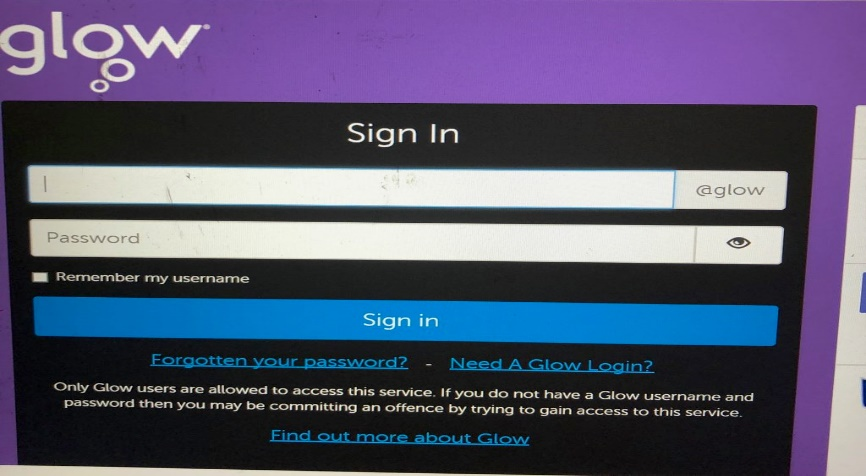 glow
Sign In
@glow
Password
Remember my username
Sign in
Forgotten your password? - Need A Glow Login?
Only Glow users are allowed to access this service. If you do not have a Glow username and
password then you may be committing an offence by trying to gain access to this service.
Find out more about Glow